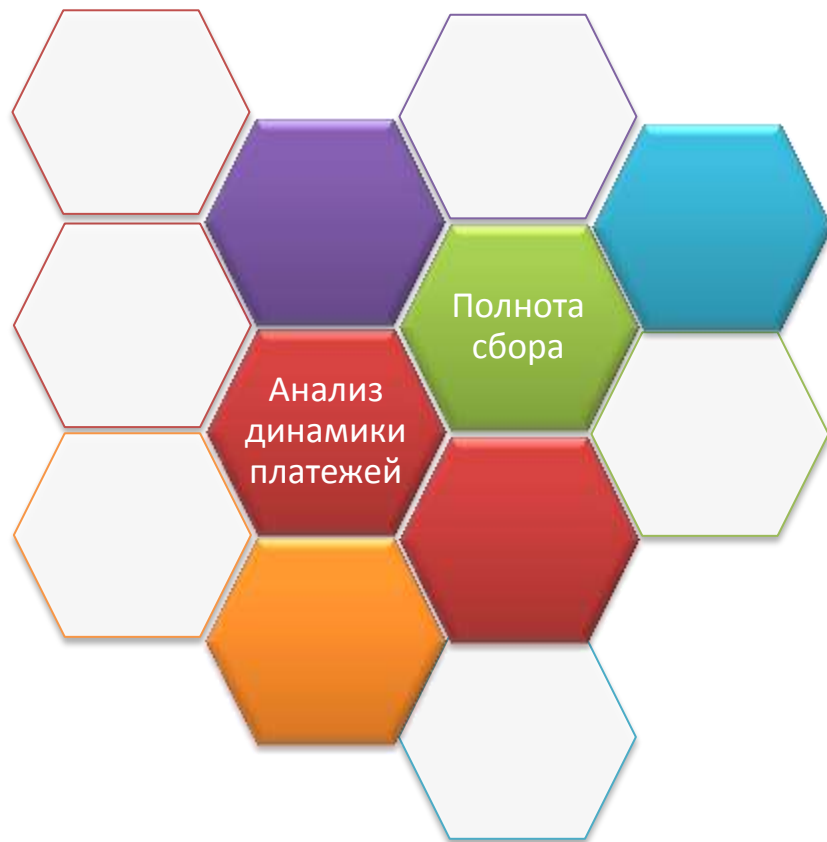 Полнота
сбора
Анализ
динамики
платежей